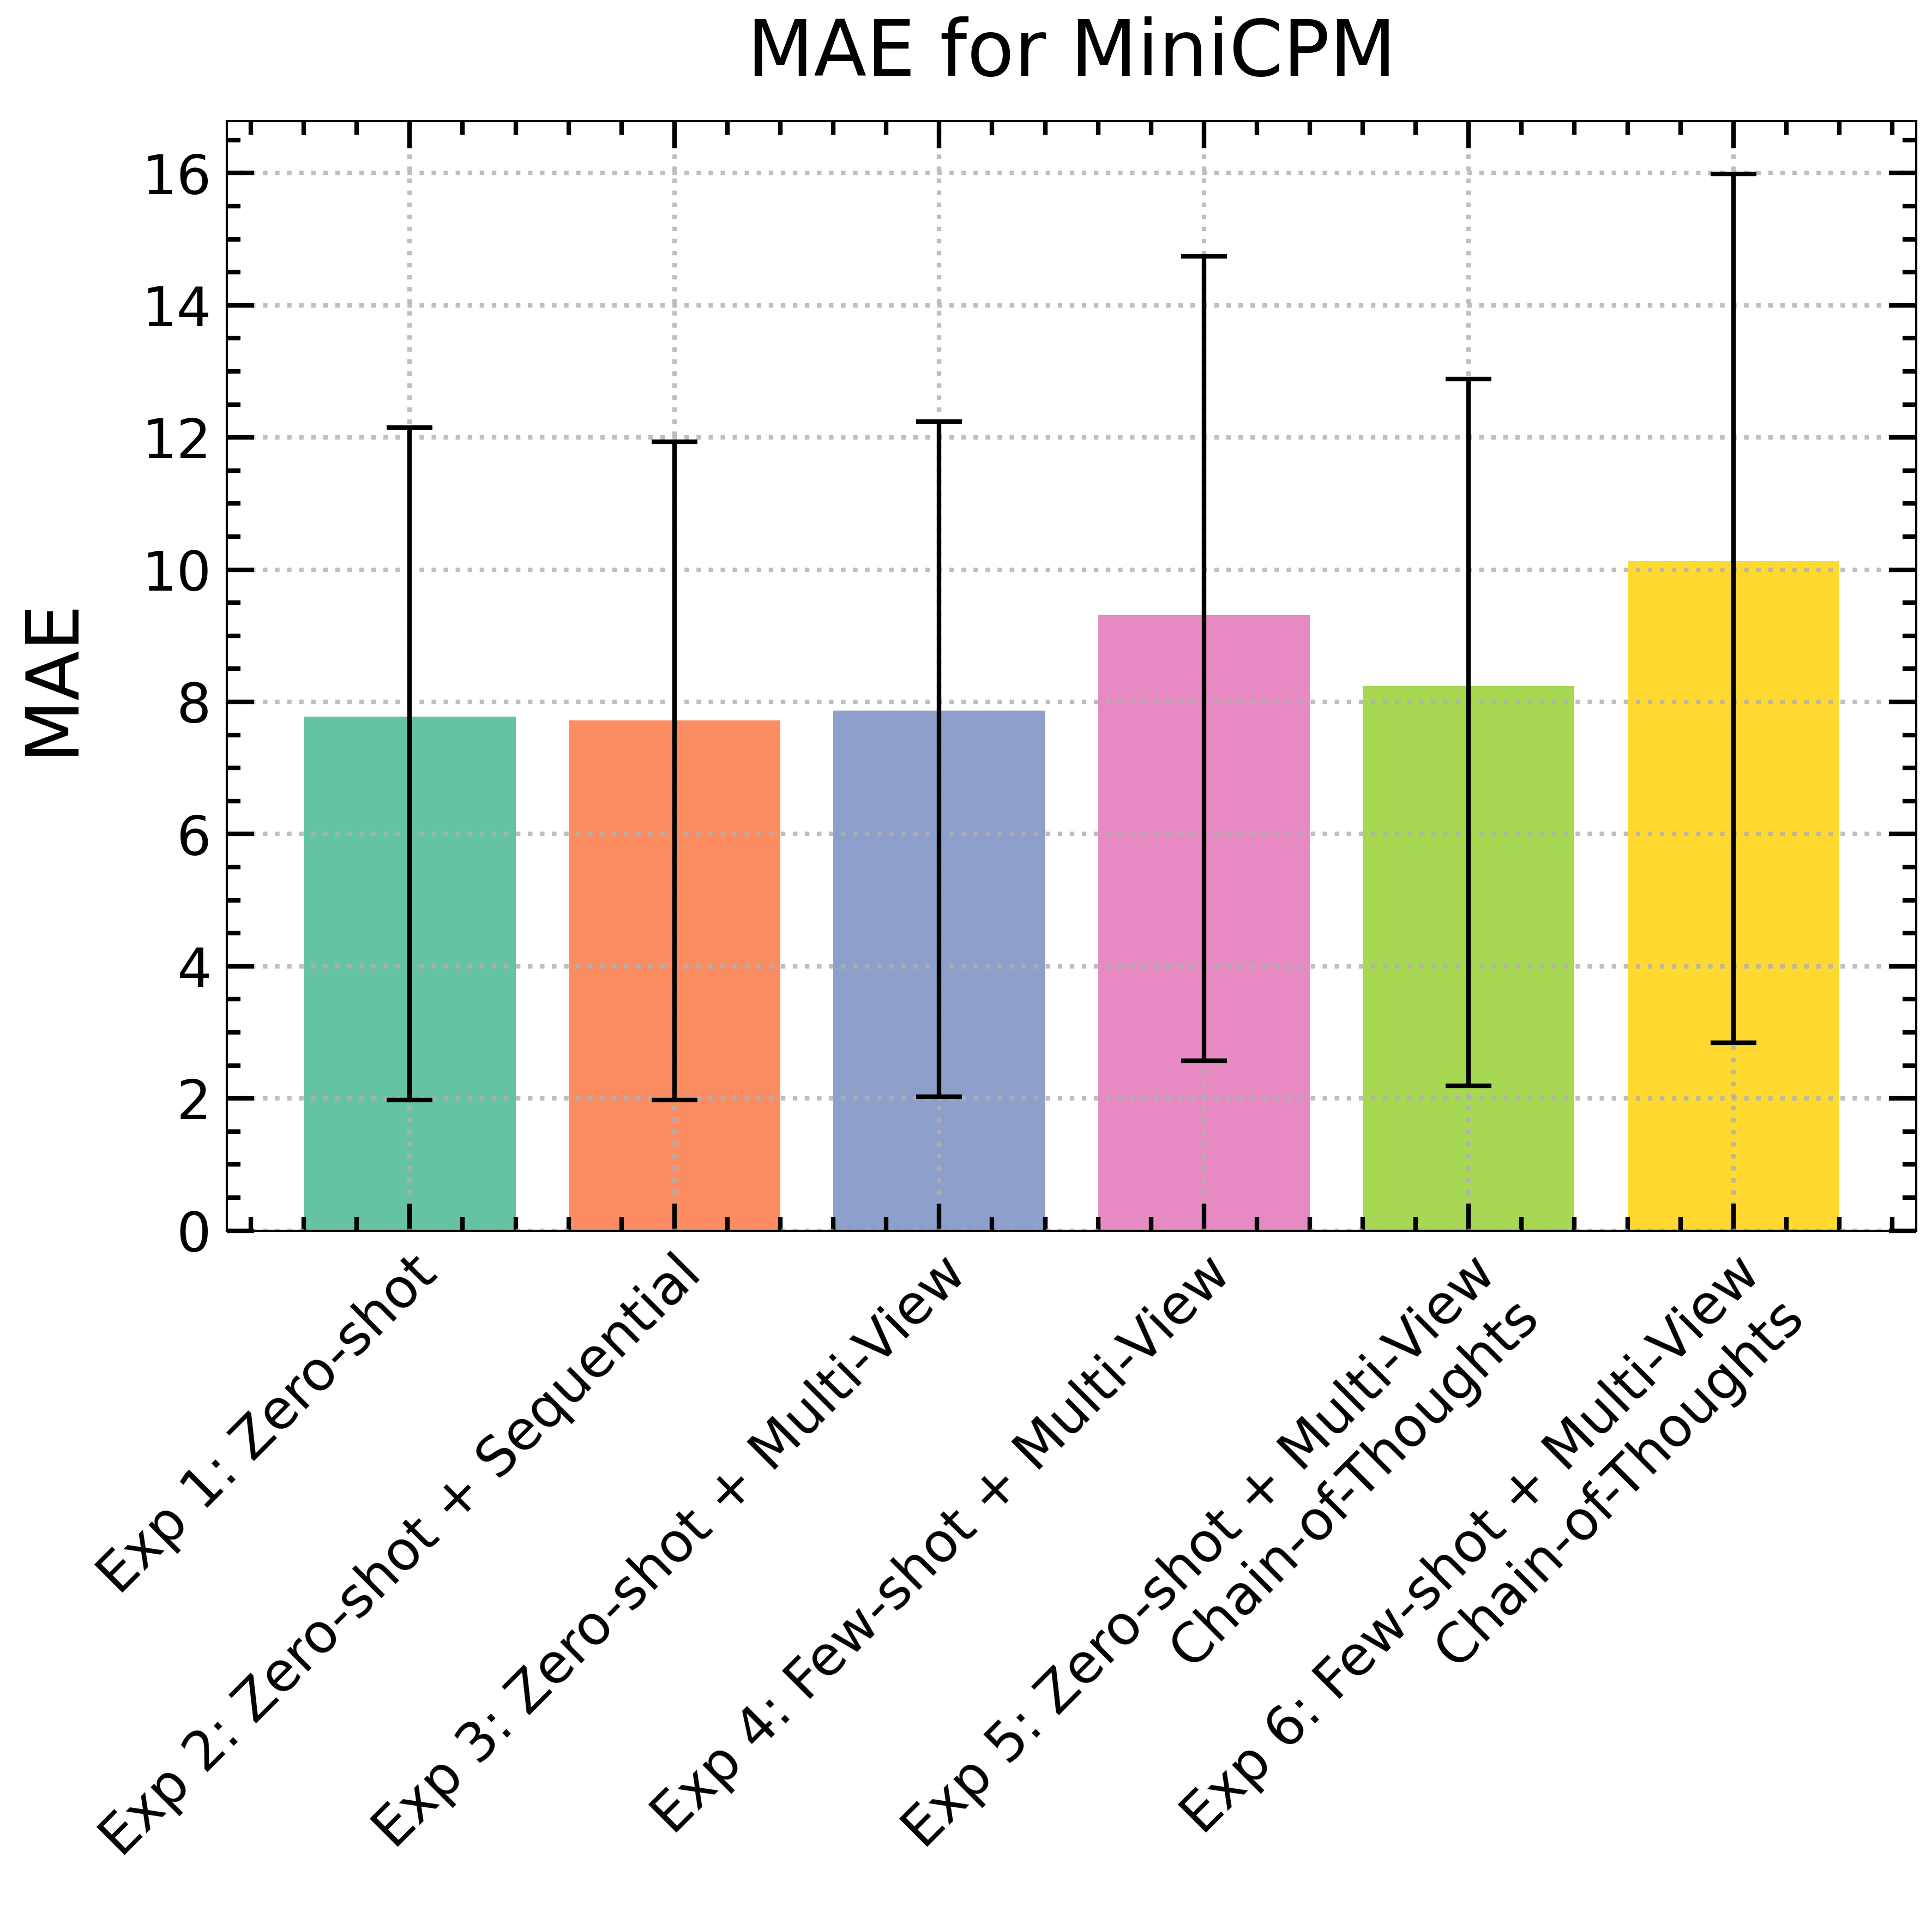 MAE for MiniCPM
MAE
16
14
12
10
8
6
4
2
0
Exp 1: Zero-shot
Exp 2: Zero-shot + Sequential
Exp 3: Zero-shot + Multi-View
Exp 4: Few-shot + Multi-View
Exp 5: Zero-shot + Multi-View
Chain-of-Thoughts
Exp 6: Few-shot + Multi-View
Chain-of-Thoughts